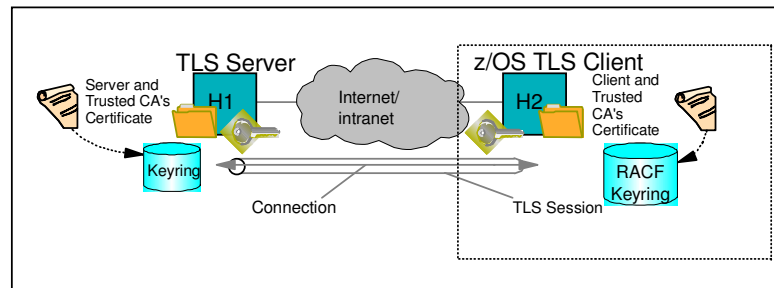 TLS Server
z/OS TLS Client
Server and
Trusted CA's
Certificate
H1
Internet/
intranet
H2
Client and
Trusted
CA's
Certificate
Keyring
RACF
Keyring
Connection
TLS Session